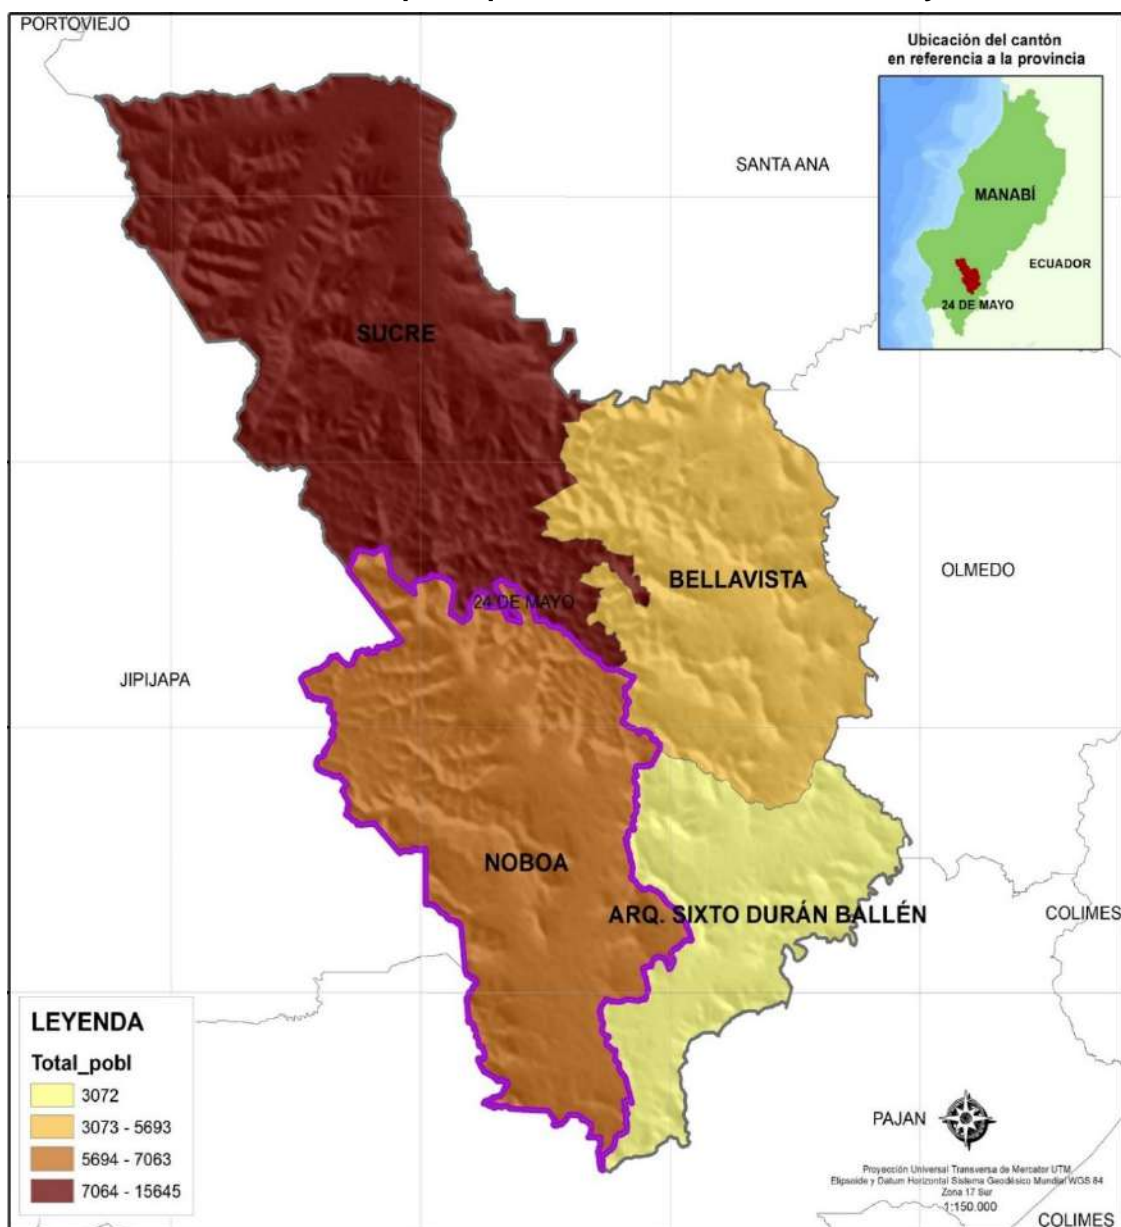 PORTOVIEJO
Ubicación del cantón
en referencia a la provincia
SANTA ANA
MANABÍ
ECUADOR
24 DE MAYO
SUCRE
OLMEDO
BELLAVISTA
24 DE MAYO
JIPIJAPA
NOBOA
ARQ. SIXTO DURÁN BALLÉN
COLIMES
LEYENDA
Total_pobl
3072
3073 - 5693
5694 - 7063
7064 - 15645
PAJAN
Proyección Universal Transversa de Mercator UTM
Elipsoide y Datum Horizontal Sistema Geodésico Mundial WGS 84
Zona 17 Sur
1:150.000
COLIMES